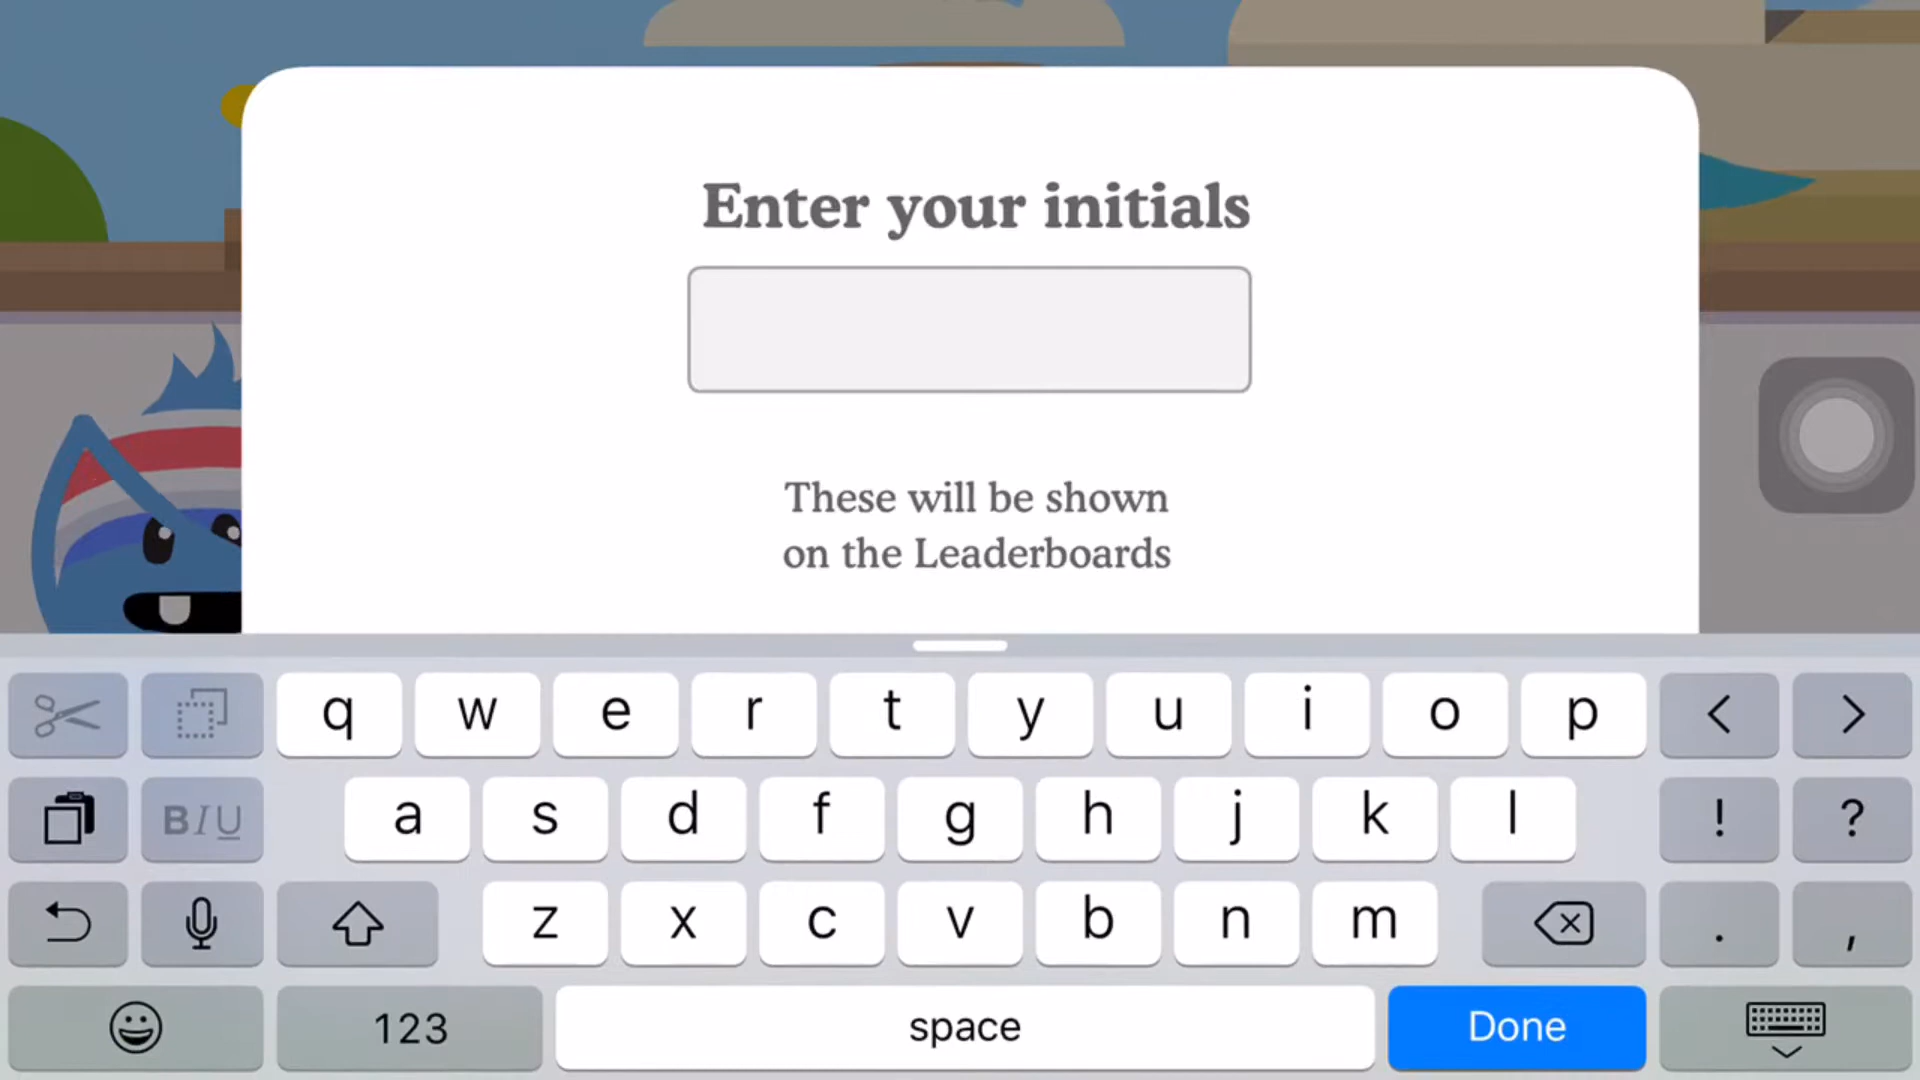 Enter your initials
These will be shown
on the Leaderboards
q w e r t y u i o p < >
BIU a s d f g h j k l ! ?
z x c v b n m . ,
123 space Done